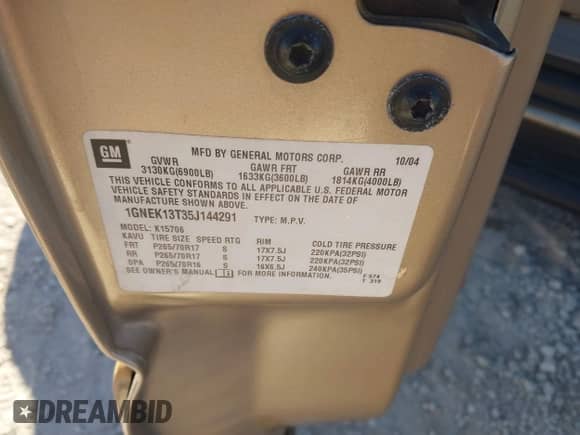 GM
MFD BY GENERAL MOTORS CORP. 10/04
GVWR GAWR FRT GAWR RR
3130KG(6900LB) 1633KG(3600LB) 1814KG(4000LB)
THIS VEHICLE CONFORMS TO ALL APPLICABLE U.S. FEDERAL MOTOR
VEHICLE SAFETY STANDARDS IN EFFECT ON THE DATE OF
MANUFACTURE SHOWN ABOVE.
1GNEK13T35J144291 TYPE: M.P.V.
MODEL: K15706
KAVU TIRE SIZE SPEED RTG RIM COLD TIRE PRESSURE
FRT P265/70R17 S 17X7.5J 220KPA(32PSI)
RR P265/70R17 S 17X7.5J 220KPA(32PSI)
SPA P265/70R16 S 16X6.5J 240KPA(35PSI)
SEE OWNER'S MANUAL FOR MORE INFORMATION.
F 574
T 319
DREAMBID